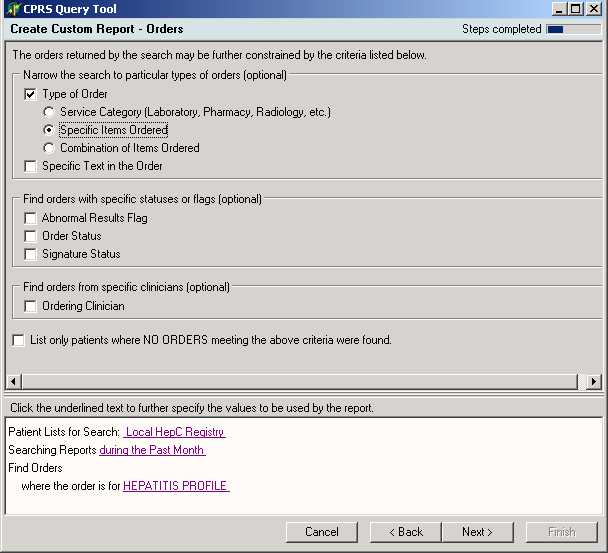 CPRS Query Tool
Create Custom Report - Orders
Steps completed
The orders returned by the search may be further constrained by the criteria listed below.
Narrow the search to particular types of orders (optional)
Type of Order
Service Category (Laboratory, Pharmacy, Radiology, etc.)
Specific Items Ordered
Combination of Items Ordered
Specific Text in the Order
Find orders with specific statuses or flags (optional)
Abnormal Results Flag
Order Status
Signature Status
Find orders from specific clinicians (optional)
Ordering Clinician
List only patients where NO ORDERS meeting the above criteria were found.
Click the underlined text to further specify the values to be used by the report.
Patient Lists for Search: Local HepC Registry
Searching Reports during the Past Month
Find Orders
where the order is for HEPATITIS PROFILE
Cancel < Back Next > Finish